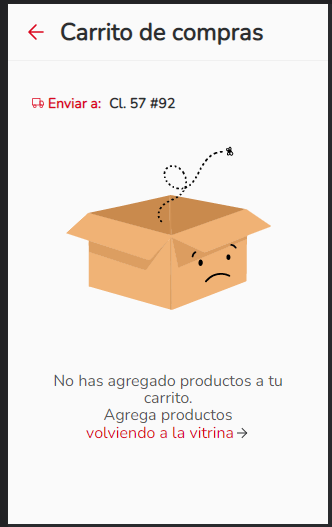 Carrito de compras
Enviar a: Cl. 57 #92
No has agregado productos a tu
carrito.
Agrega productos
volviendo a la vitrina